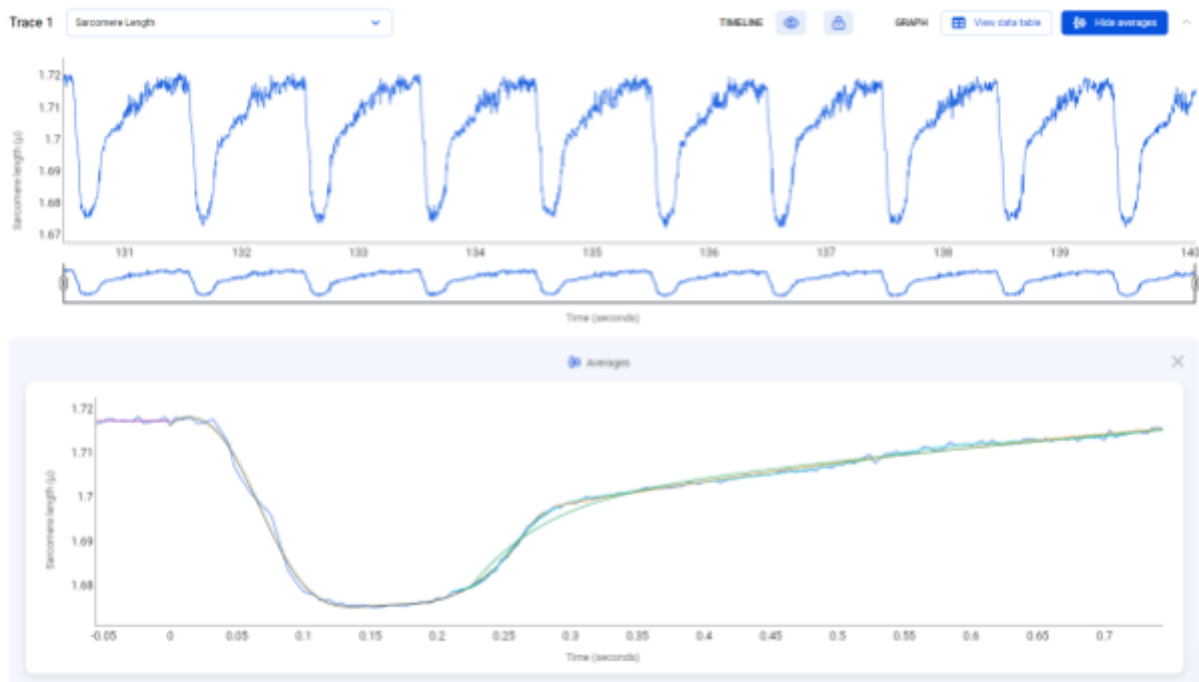 Trace 1 Sarcomere Length TIMELINE GRAPH View data table Hide averages
1.72
1.71
1.7
1.69
1.68
1.67
Sarcomere length (μ)
131 132 133 134 135 136 137 138 139 140
Time (seconds)
Averages
1.72
1.71
1.7
1.69
1.68
Sarcomere length (μ)
-0.05 0 0.05 0.1 0.15 0.2 0.25 0.3 0.35 0.4 0.45 0.5 0.55 0.6 0.65 0.7
Time (seconds)